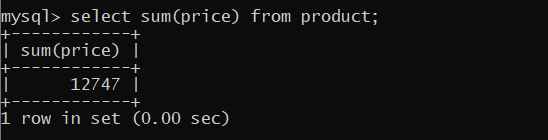 mysql> select sum(price) from product;
+------------+
| sum(price) |
+------------+
|      12747 |
+------------+
1 row in set (0.00 sec)